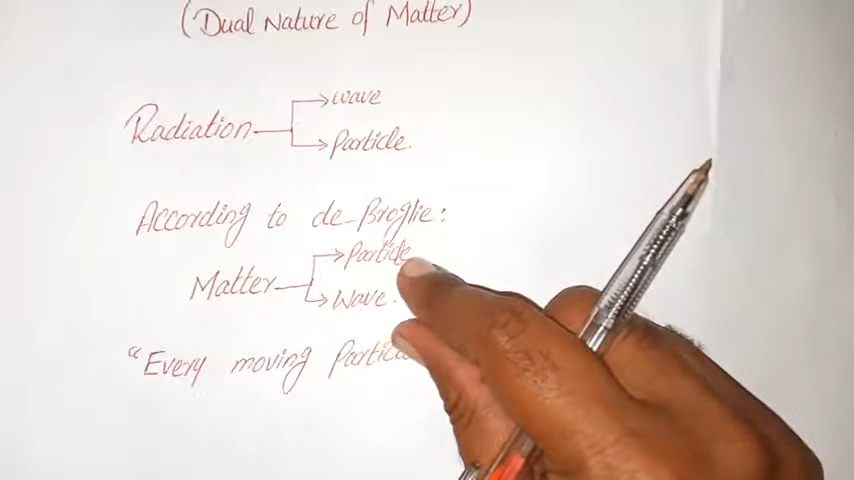 (Dual Nature of Matter)
Radiation → wave
→ Particle.
According to de-Broglie:
Matter → Particle
→ Wave.
"Every moving